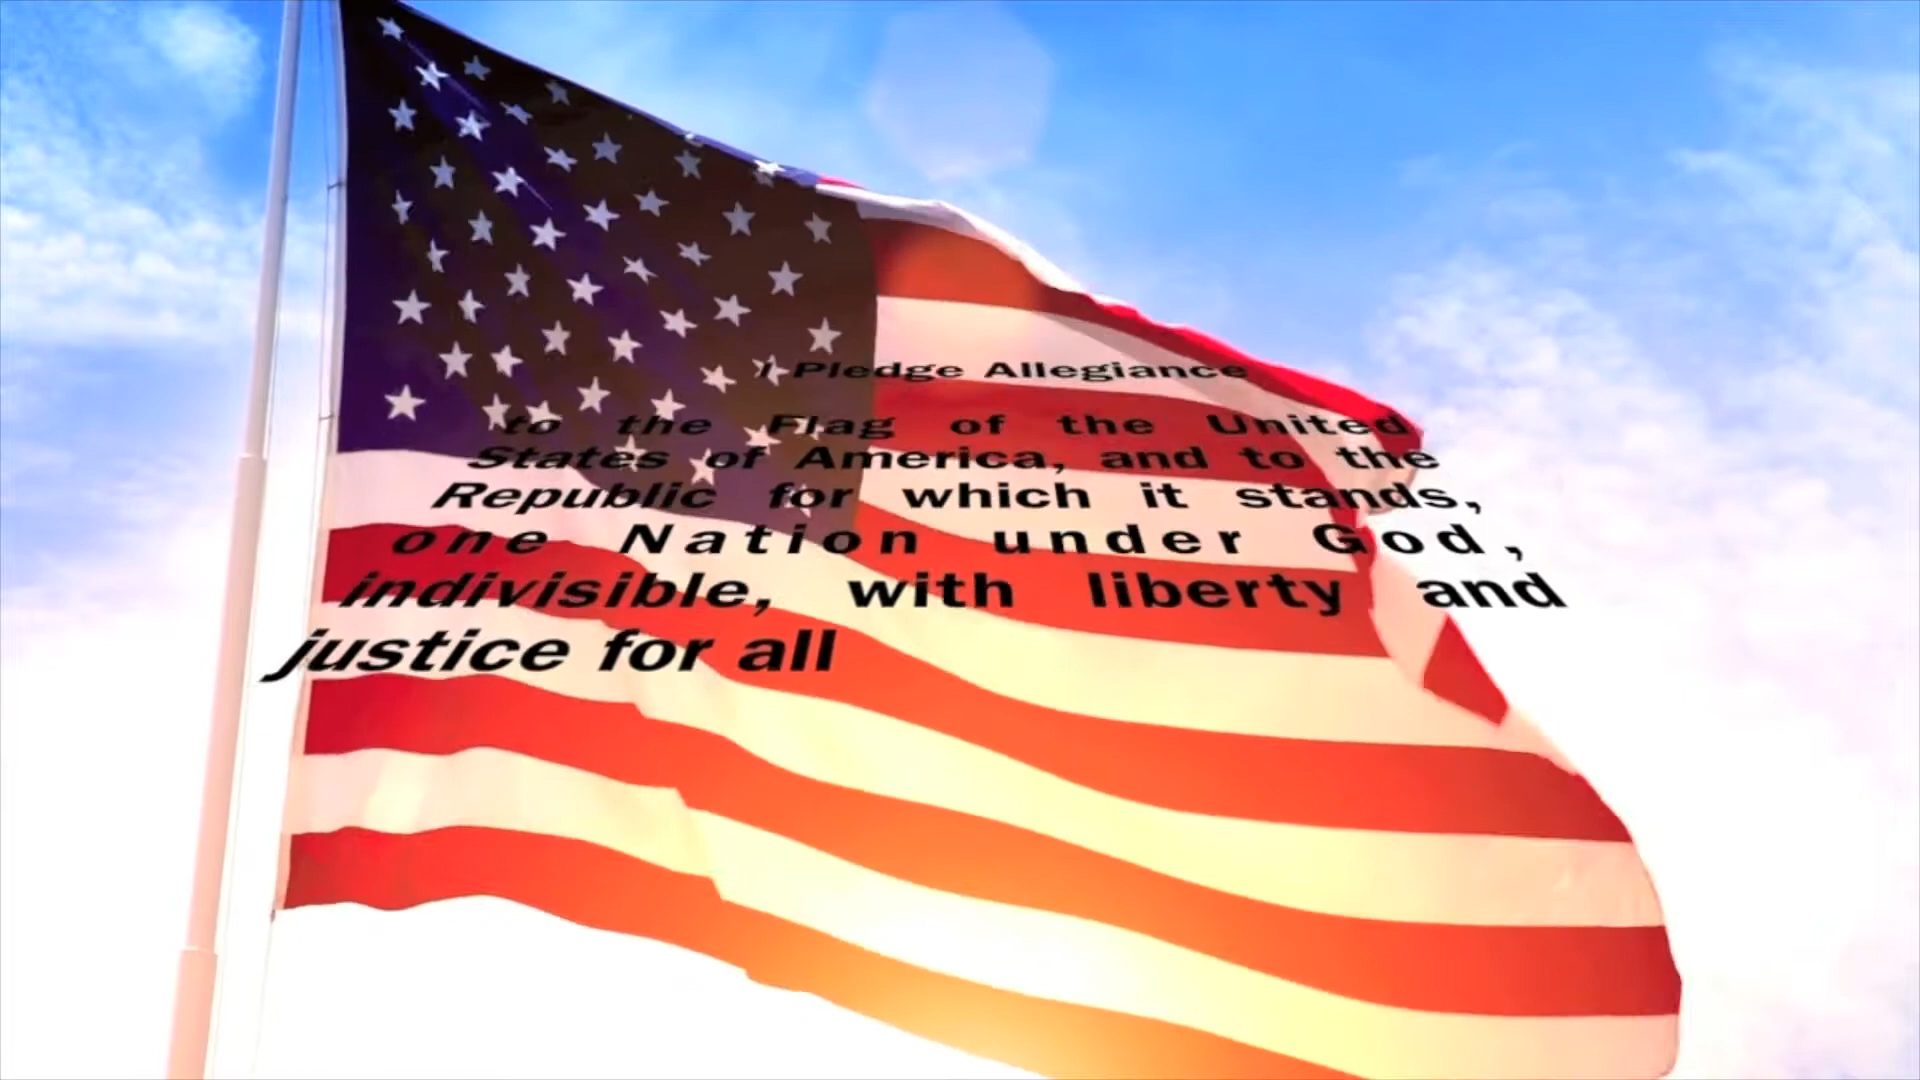 I Pledge Allegiance
to the Flag of the United
States of America, and to the
Republic for which it stands,
one Nation under God,
indivisible, with liberty and
justice for all